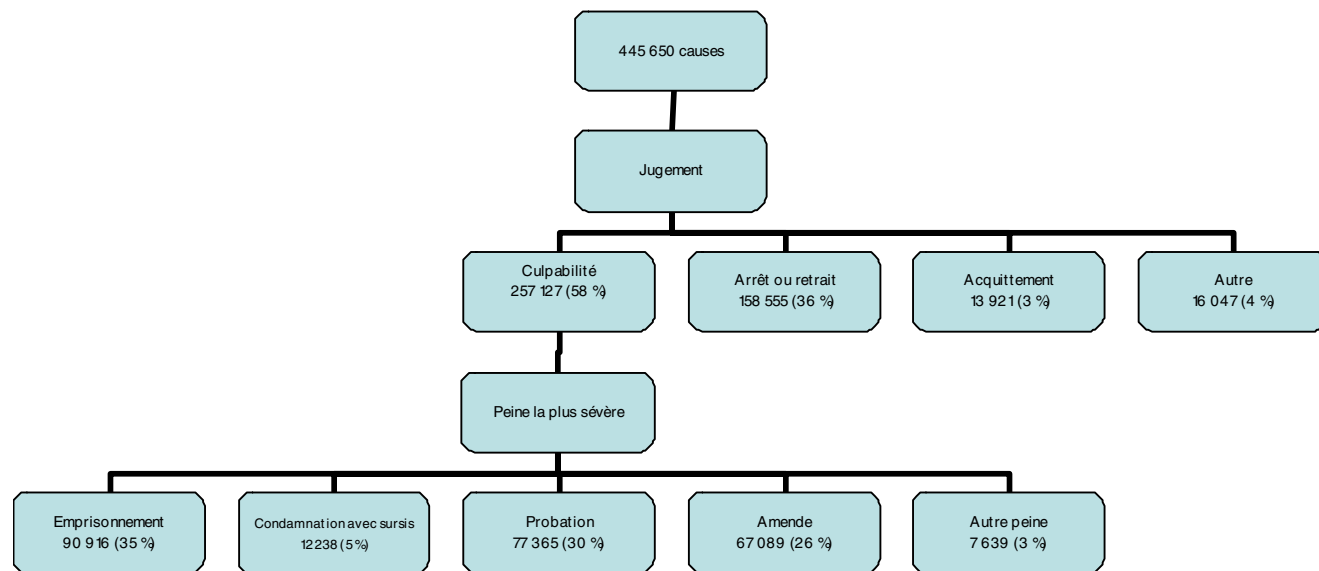 445 650 causes
Jugement
Culpabilité
257 127 (58 %)
Arrêt ou retrait
158 555 (36 %)
Acquittement
13 921 (3 %)
Autre
16 047 (4 %)
Peine la plus sévère
Emprisonnement
90 916 (35 %)
Condamnation avec sursis
12238 (5%)
Probation
77 365 (30 %)
Amende
67 089 (26 %)
Autre peine
7 639 (3 %)